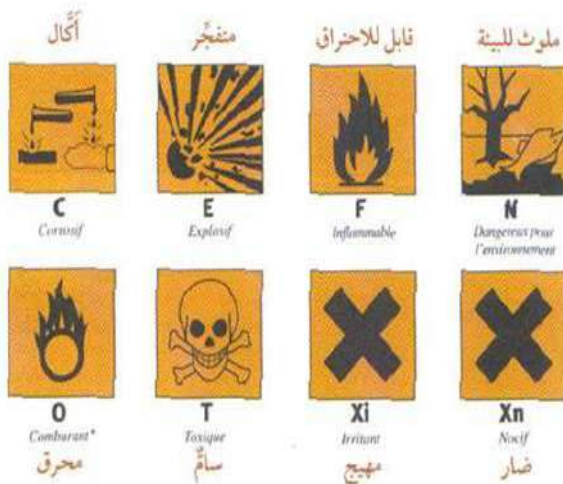 أكَّال
منفجِّر
قابل للاحتراق
ملوث للبيئة
C
Corrosif
E
Explosif
F
Inflammable
N
Dangereux pour
l'environnement
O
Comburant*
محرق
T
Toxique
سامٌّ
Xi
Irritant
مهيج
Xn
Nocif
ضار